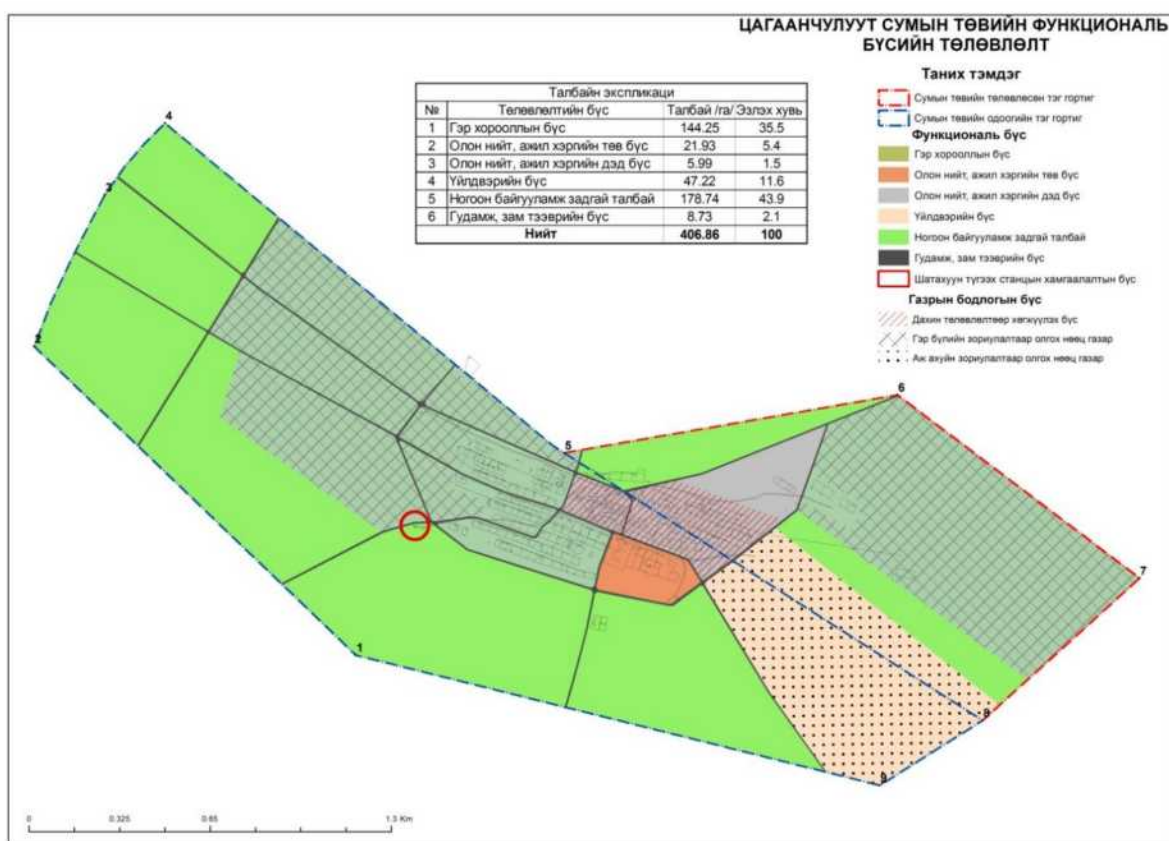 ЦАГААНЧУЛУУТ СУМЫН ТӨВИЙН ФУНКЦИОНАЛЬ
БҮСИЙН ТӨЛӨВЛӨЛТ
Талбайн экспликаци
№ Төлөвлөлтийн бүс Талбай /га/ Эзлэх хувь
1 Гэр хорооллын бүс 144.25 35.5
2 Олон нийт, ажил хэргийн төв бүс 21.93 5.4
3 Олон нийт, ажил хэргийн дэд бүс 5.99 1.5
4 Үйлдвэрийн бүс 47.22 11.6
5 Ногоон байгууламж задгай талбай 178.74 43.9
6 Гудамж, зам тээврийн бүс 8.73 2.1
Нийт 406.86 100
Таних тэмдэг
Сумын төвийн төлөвлөсөн тэг гортиг
Сумын төвийн одоогийн тэг гортиг
Функциональ бүс
Гэр хорооллын бүс
Олон нийт, ажил хэргийн төв бүс
Олон нийт, ажил хэргийн дэд бүс
Үйлдвэрийн бүс
Ногоон байгууламж задгай талбай
Гудамж, зам тээврийн бүс
Шатахуун түгээх станцын хамгаалалтын бүс
Газрын бодлогын бүс
Дахин төлөвлөлтөөр хөгжүүлэх бүс
Гэр бүлийн зориулалтаар олгох нөөц газар
Аж ахуйн зориулалтаар олгох нөөц газар
4
3
2
5
6
7
1
8
9
0 0.325 0.65 1.3 Km